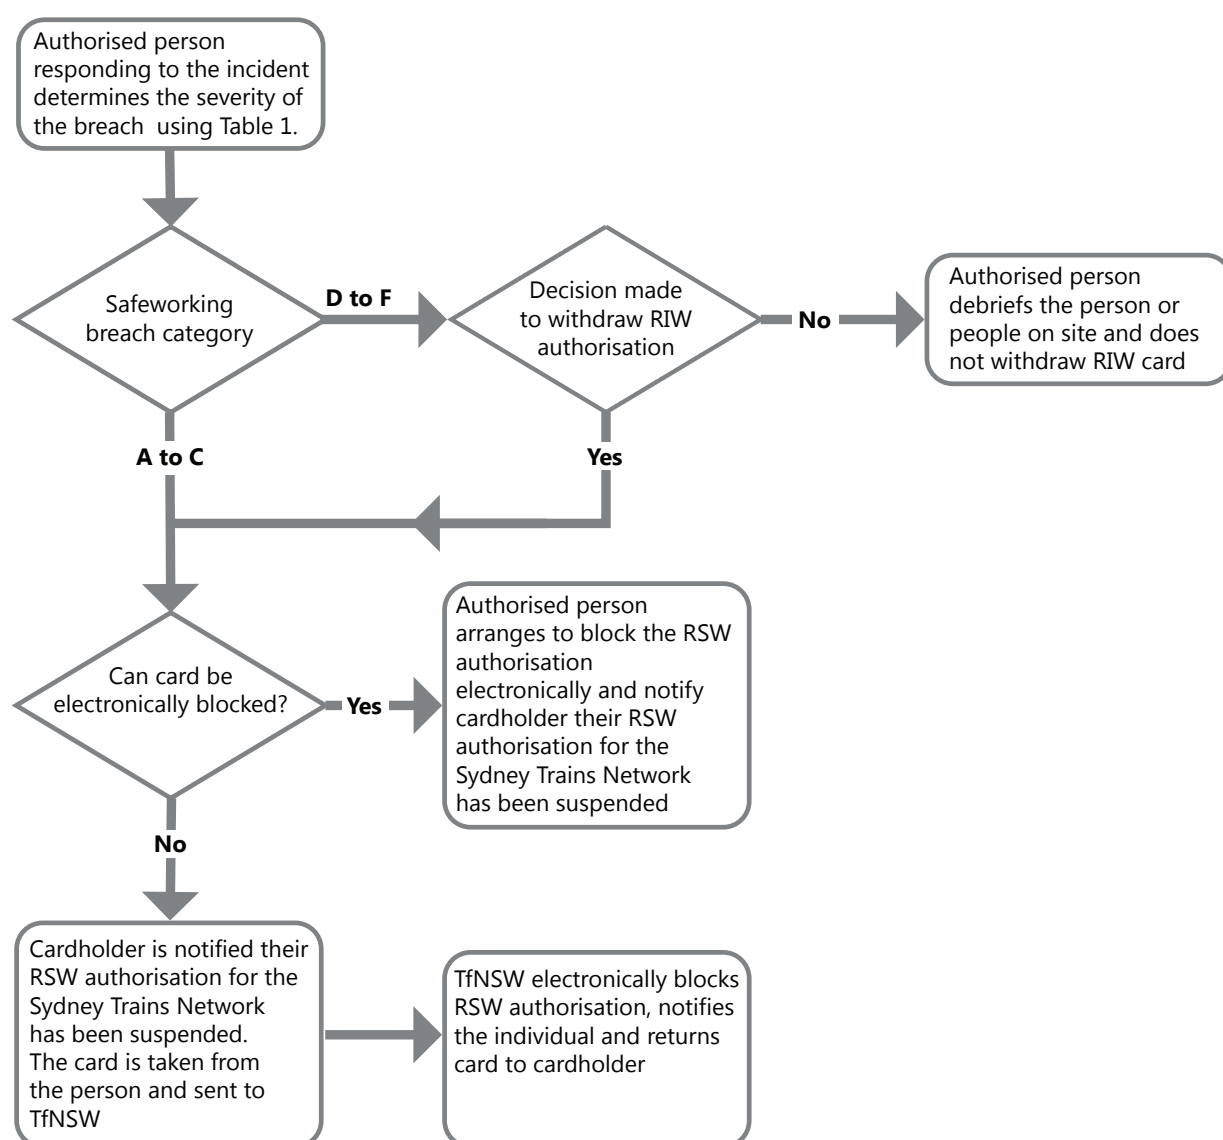 Authorised person
responding to the incident
determines the severity of
the breach using Table 1.
Safeworking
breach category
D to F
Decision made
to withdraw RIW
authorisation
No
Authorised person
debriefs the person or
people on site and does
not withdraw RIW card
A to C
Yes
Can card be
electronically blocked?
Yes
Authorised person
arranges to block the RSW
authorisation
electronically and notify
cardholder their RSW
authorisation for the
Sydney Trains Network
has been suspended
No
Cardholder is notified their
RSW authorisation for the
Sydney Trains Network
has been suspended.
The card is taken from
the person and sent to
TfNSW
TfNSW electronically blocks
RSW authorisation, notifies
the individual and returns
card to cardholder